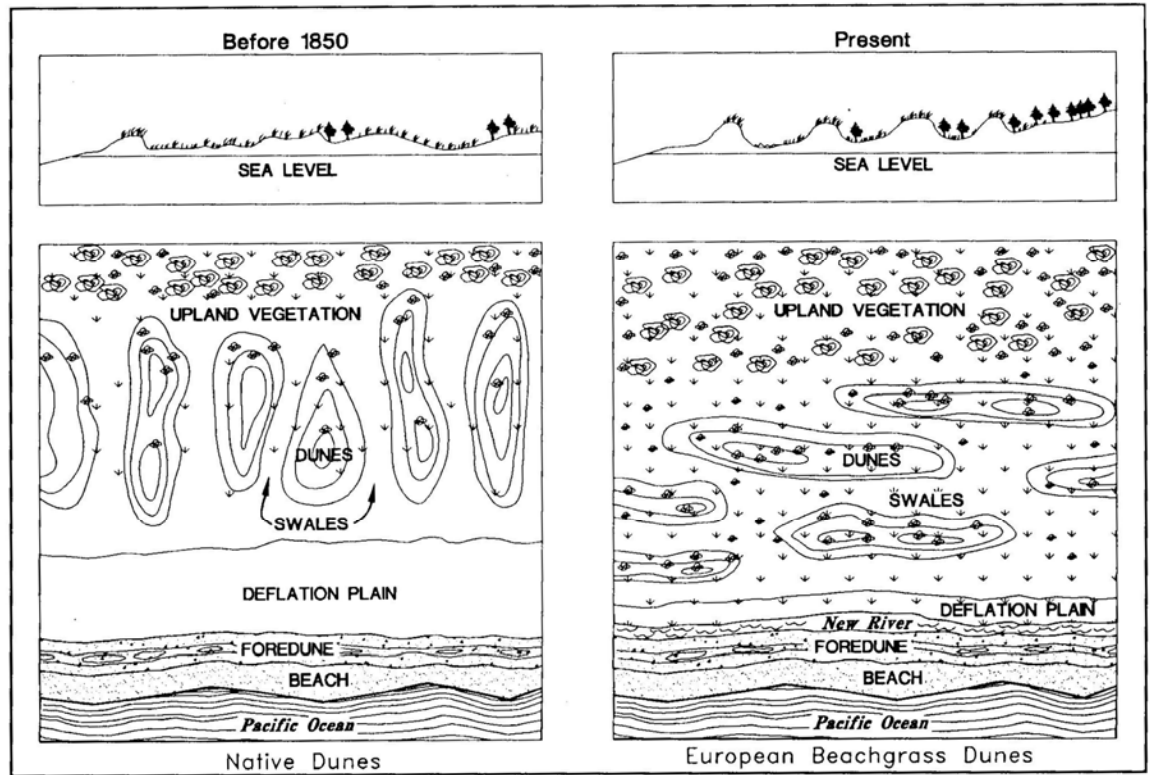 Before 1850
SEA LEVEL
UPLAND VEGETATION
DUNES
SWALES
DEFLATION PLAIN
FOREDUNE
BEACH
Pacific Ocean
Native Dunes
Present
SEA LEVEL
UPLAND VEGETATION
DUNES
SWALES
DEFLATION PLAIN
New River
FOREDUNE
BEACH
Pacific Ocean
European Beachgrass Dunes